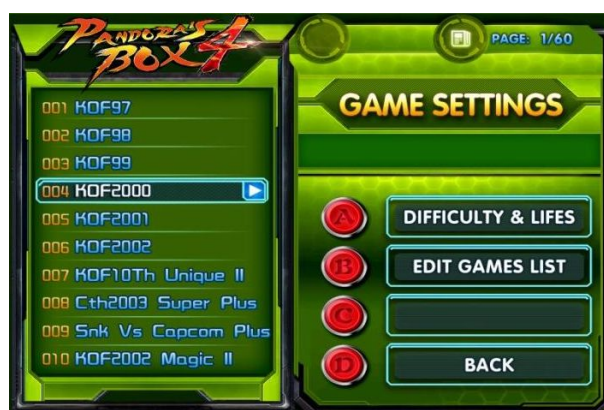 PANDORA'S
BOX 4
001 KOF97
002 KOF98
003 KOF99
004 KOF2000
005 KOF2001
006 KOF2002
007 KOF10Th Unique II
008 Cth2003 Super Plus
009 Snk Vs Capcom Plus
010 KOF2002 Magic II
PAGE: 1/60
GAME SETTINGS
A DIFFICULTY & LIFES
B EDIT GAMES LIST
C
D BACK